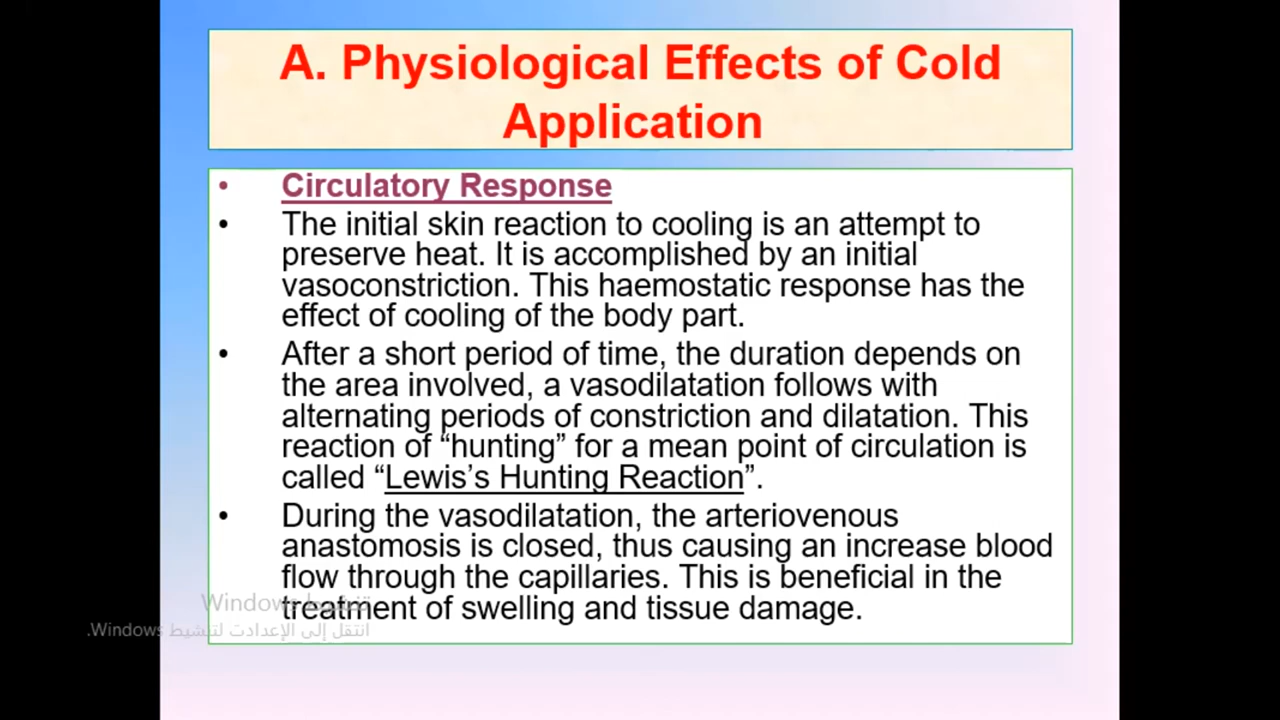 A. Physiological Effects of Cold
Application
• Circulatory Response
• The initial skin reaction to cooling is an attempt to
preserve heat. It is accomplished by an initial
vasoconstriction. This haemostatic response has the
effect of cooling of the body part.
• After a short period of time, the duration depends on
the area involved, a vasodilatation follows with
alternating periods of constriction and dilatation. This
reaction of “hunting” for a mean point of circulation is
called “Lewis’s Hunting Reaction”.
• During the vasodilatation, the arteriovenous
anastomosis is closed, thus causing an increase blood
flow through the capillaries. This is beneficial in the
treatment of swelling and tissue damage.
تنشيط Windows
انتقل إلى الإعدادت لتنشيط Windows.